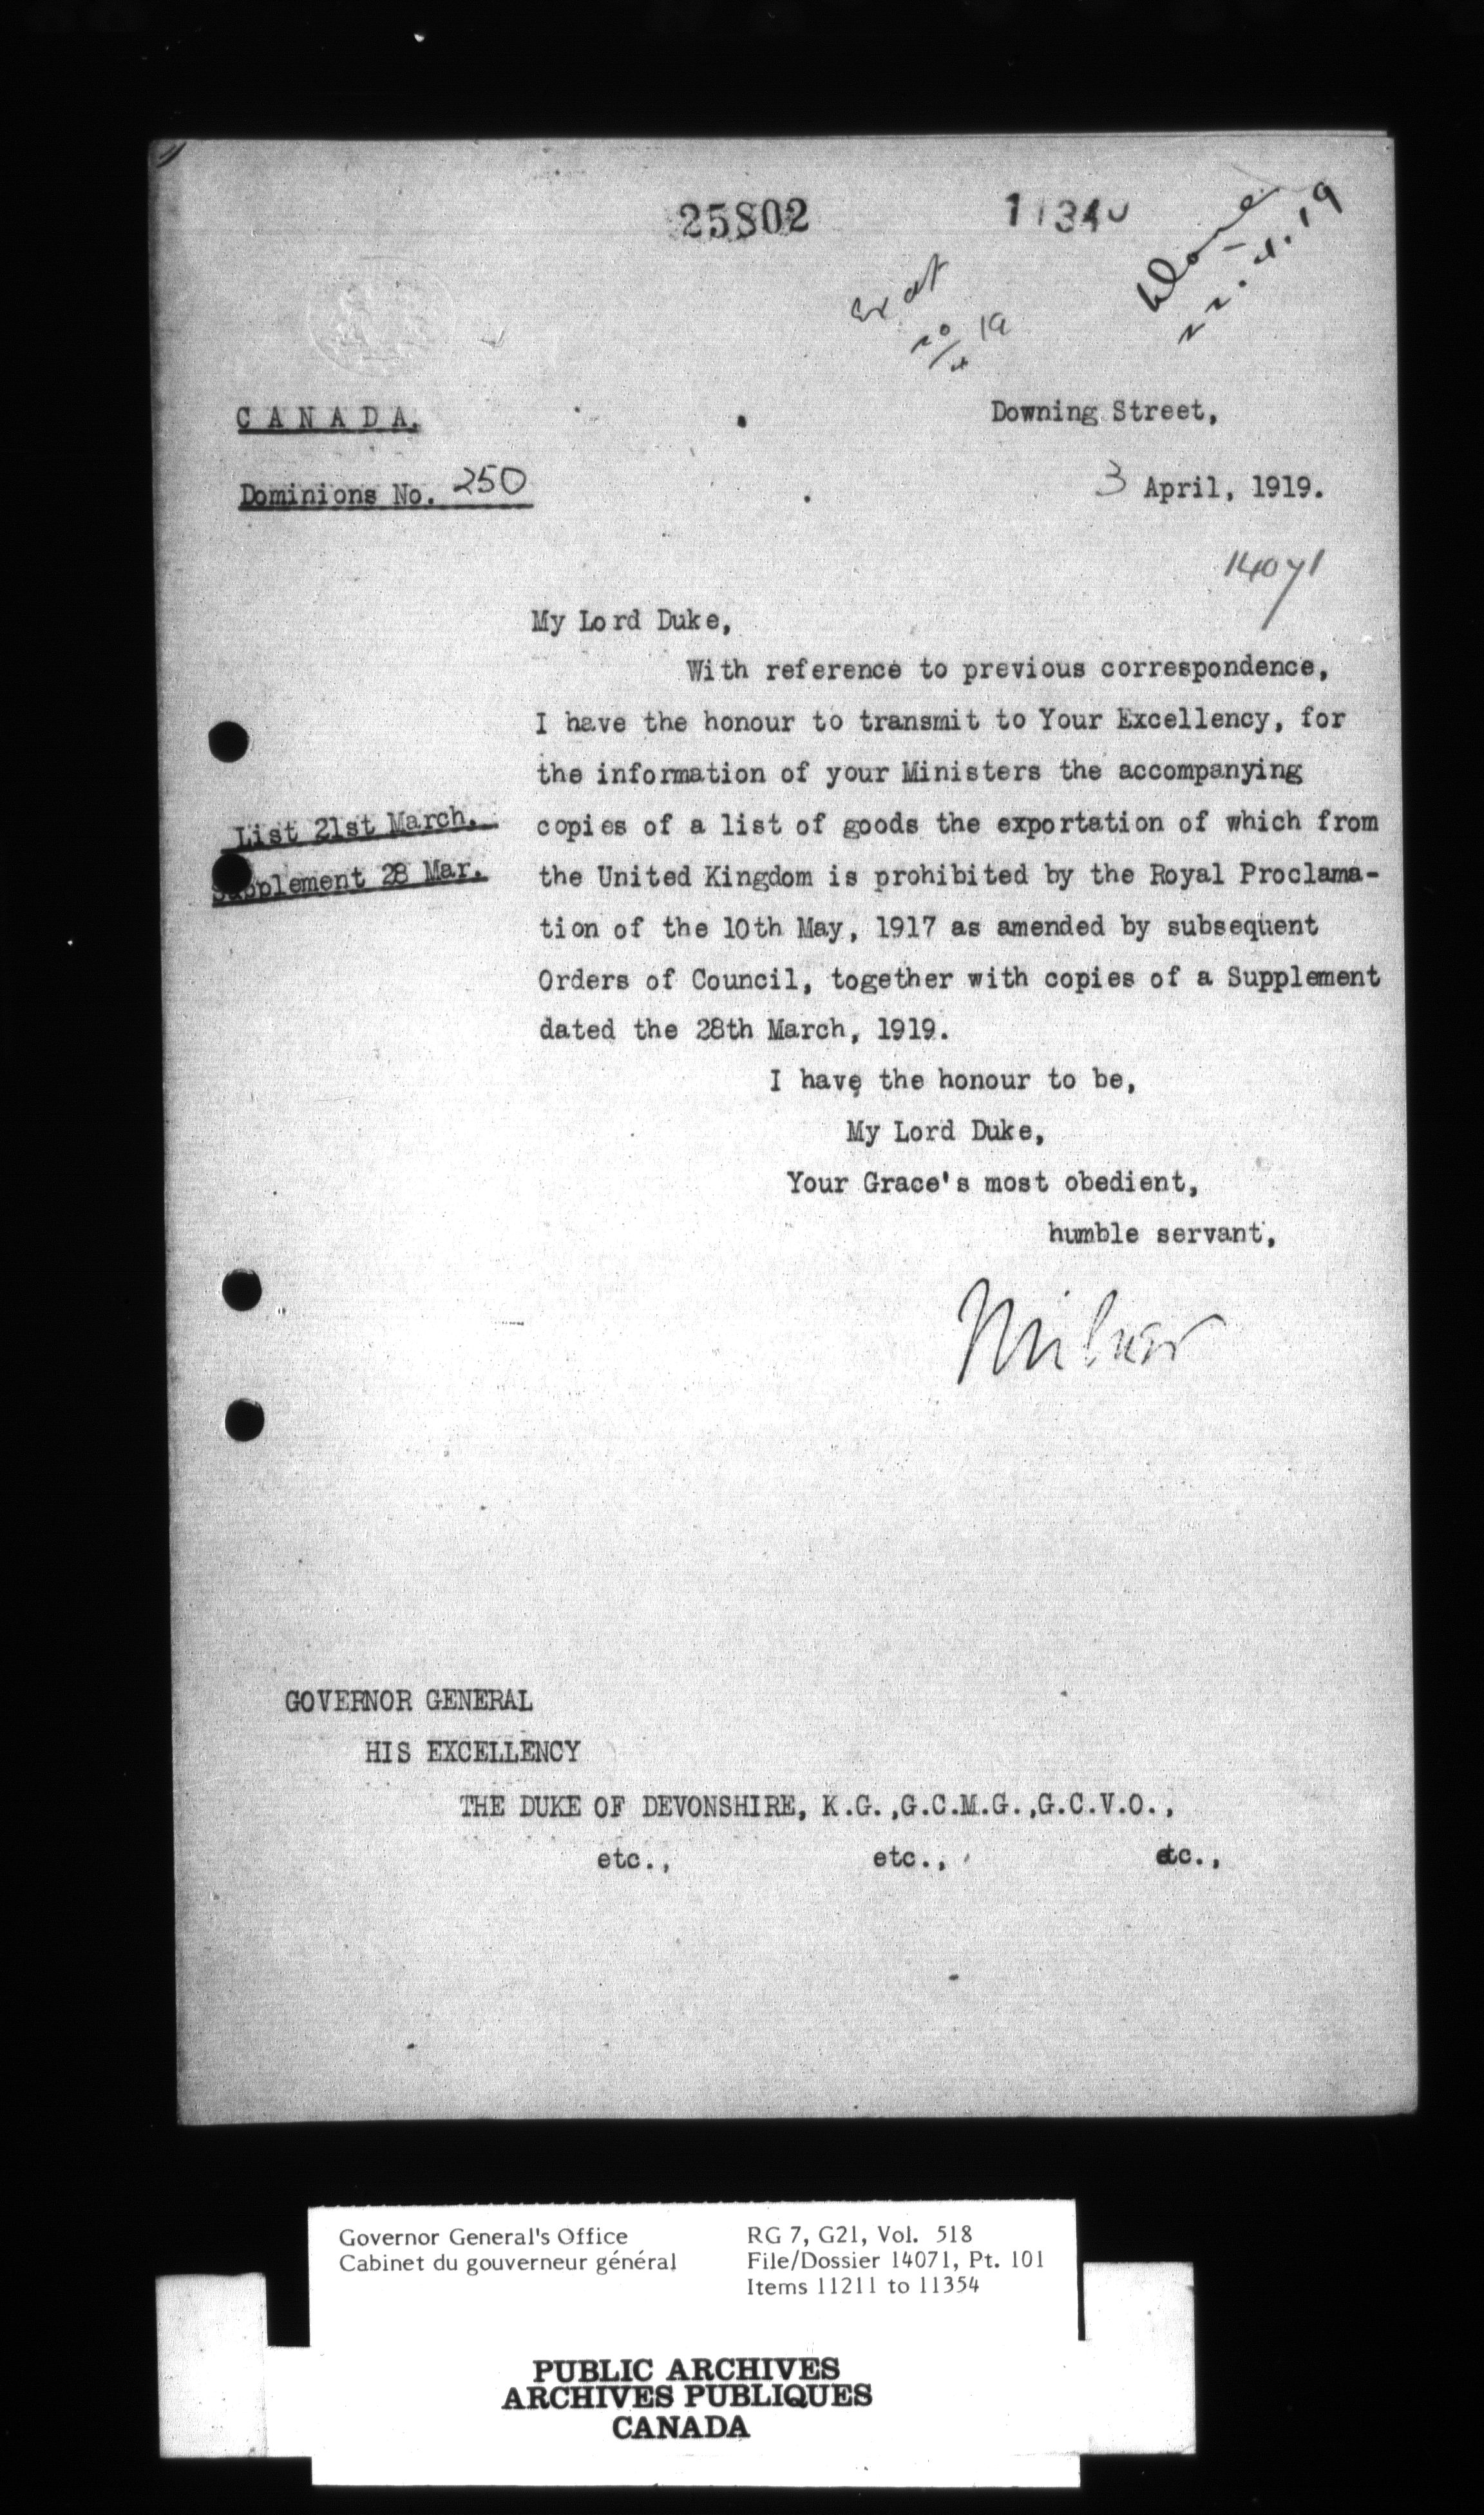 25802
11340
Done
22.4.19
20/4 19
C A N A D A.
Downing Street,
Dominions No. 250
3 April, 1919.
14071
My Lord Duke,
With reference to previous correspondence,
I have the honour to transmit to Your Excellency, for
the information of your Ministers the accompanying
List 21st March.
copies of a list of goods the exportation of which from
Supplement 28 Mar.
the United Kingdom is prohibited by the Royal Proclama-
tion of the 10th May, 1917 as amended by subsequent
Orders of Council, together with copies of a Supplement
dated the 28th March, 1919.
I have the honour to be,
My Lord Duke,
Your Grace's most obedient,
humble servant,
Milner
GOVERNOR GENERAL
HIS EXCELLENCY
THE DUKE OF DEVONSHIRE, K.G.,G.C.M.G.,G.C.V.O.,
etc., etc., etc.,
Governor General's Office
Cabinet du gouverneur général
RG 7, G21, Vol. 518
File/Dossier 14071, Pt. 101
Items 11211 to 11354
PUBLIC ARCHIVES
ARCHIVES PUBLIQUES
CANADA